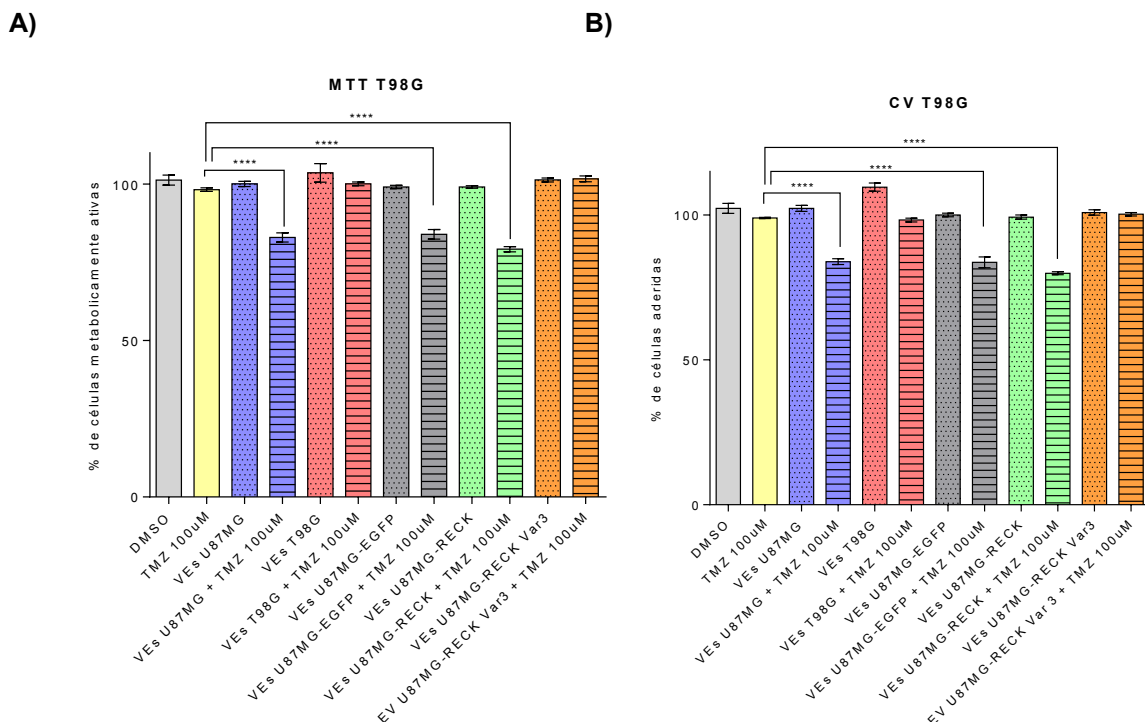 A)
MTT T98G
% de células metabolicamente ativas
100
50
0
****
****
****
DMSO
TMZ 100uM
VEs U87MG
VEs U87MG + TMZ 100uM
VEs T98G
VEs T98G + TMZ 100uM
VEs U87MG-EGFP
VEs U87MG-EGFP + TMZ 100uM
VEs U87MG-RECK
VEs U87MG-RECK + TMZ 100uM
VEs U87MG-RECK Var3
EV U87MG-RECK Var3 + TMZ 100uM
B)
CV T98G
% de células aderidas
100
50
0
****
****
****
DMSO
TMZ 100uM
VEs U87MG
VEs U87MG + TMZ 100uM
VEs T98G
VEs T98G + TMZ 100uM
VEs U87MG-EGFP
VEs U87MG-EGFP + TMZ 100uM
VEs U87MG-RECK
VEs U87MG-RECK + TMZ 100uM
VEs U87MG-RECK Var3
EV U87MG-RECK Var3 + TMZ 100uM